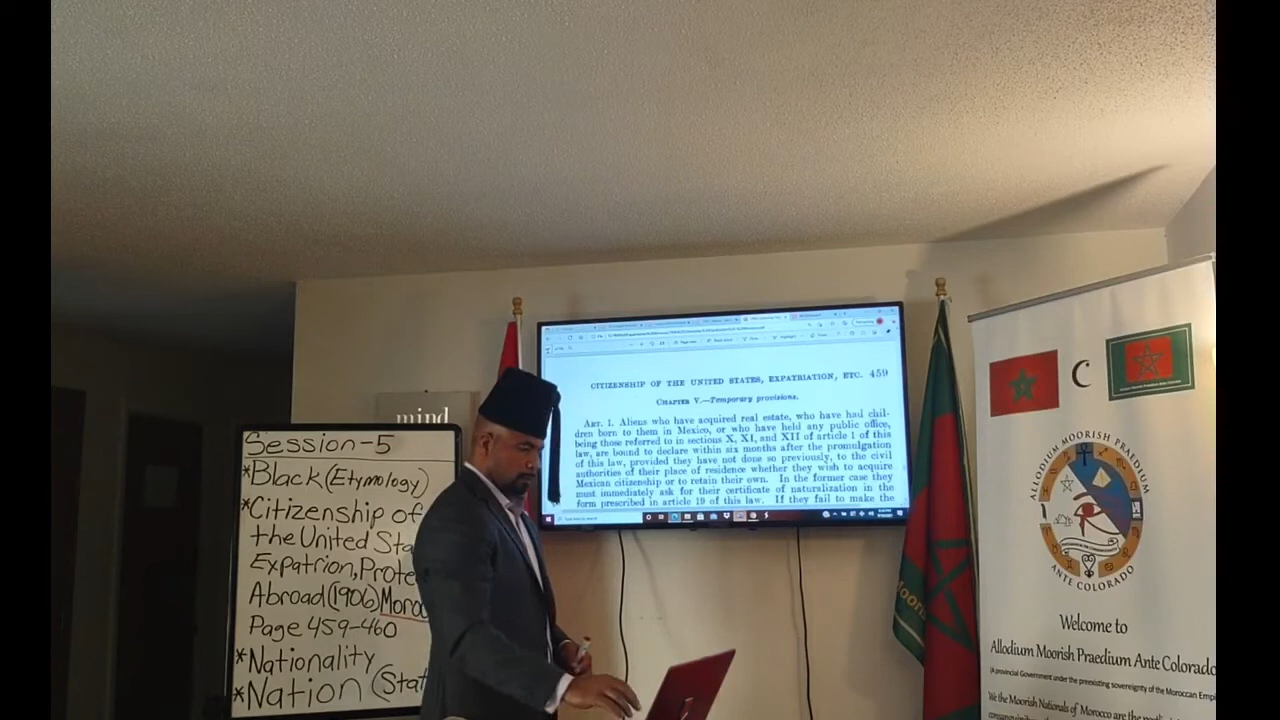 CITIZENSHIP OF THE UNITED STATES, EXPATRIATION, ETC. 459
CHAPTER V.—Temporary provisions.
ART. 1. Aliens who have acquired real estate, who have had chil-
dren born to them in Mexico, or who have held any public office,
being those referred to in sections X, XI, and XII of article 1 of this
law, are bound to declare within six months after the promulgation
of this law, provided they have not done so previously, to the civil
authorities of their place of residence whether they wish to acquire
Mexican citizenship or to retain their own. In the former case they
must immediately ask for their certificate of naturalization in the
form prescribed in article 19 of this law. If they fail to make the
mind
Session-5
*Black (Etymology)
*Citizenship of
the United Sta
Expatrion, Prote
Abroad (1906) Moroc
Page 459-460
*Nationality
*Nation (Stat
Moor
ALLODIUM MOORISH PRAEDIUM
ANTE COLORADO
Welcome to
Allodium Moorish Praedium Ante Colorado
(A provincial Government under the preexisting sovereignty of the Moroccan Empi
We the Moorish Nationals of Morocco are the